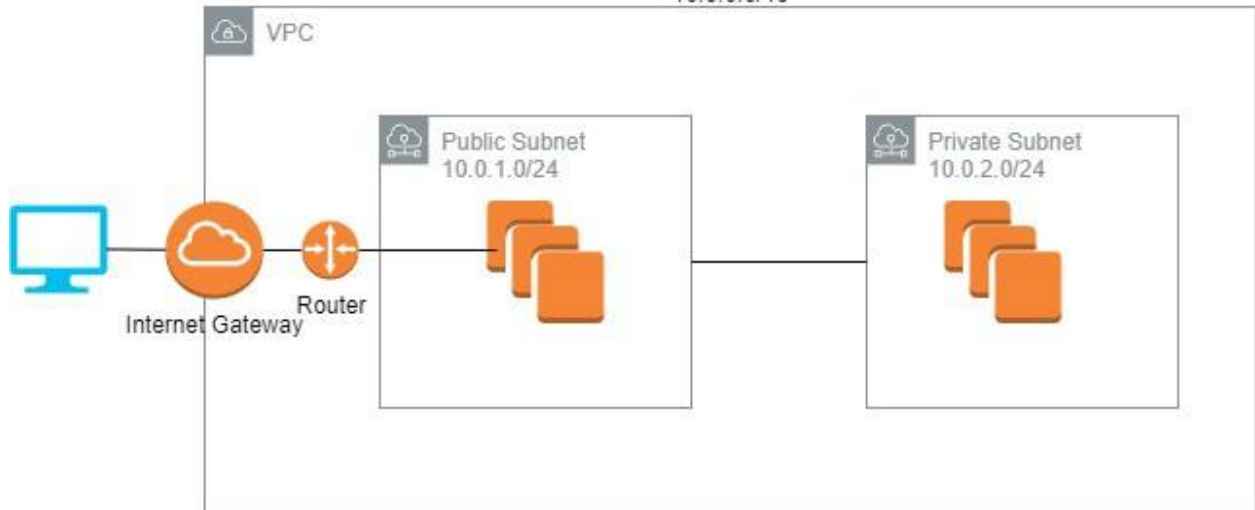 VPC
Public Subnet
10.0.1.0/24
Private Subnet
10.0.2.0/24
Router
Internet Gateway